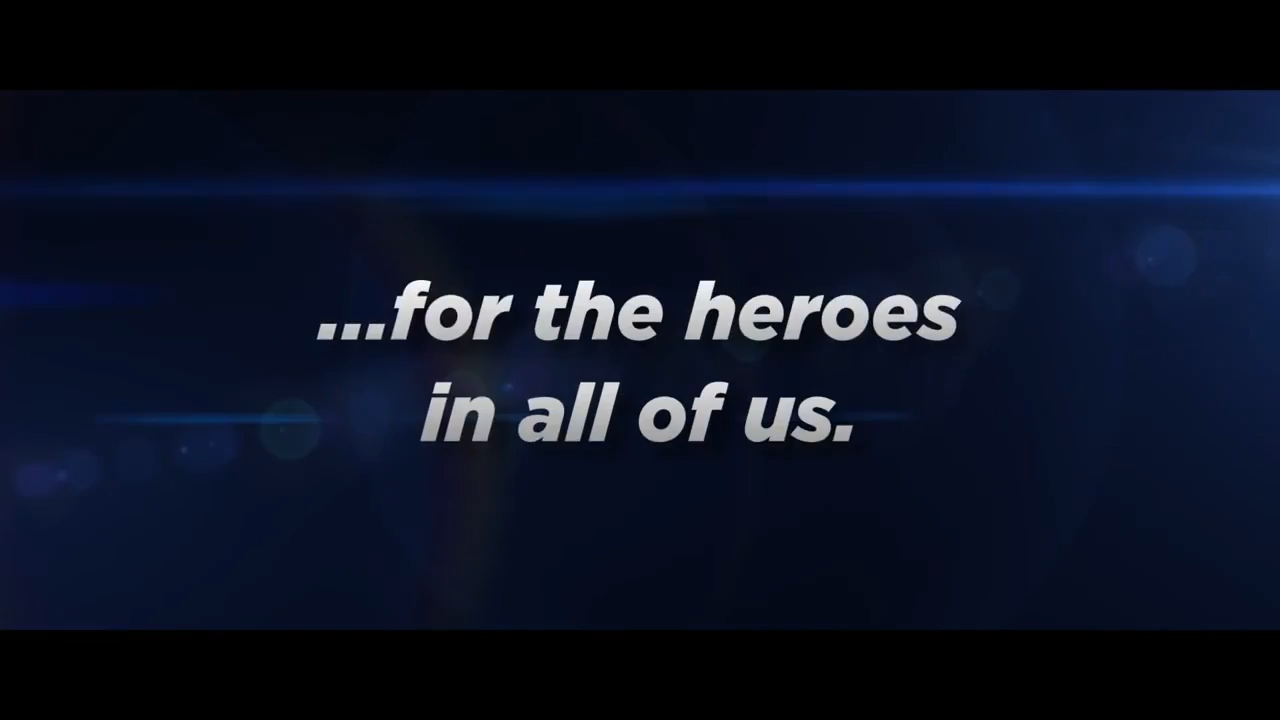 ...for the heroes
in all of us.